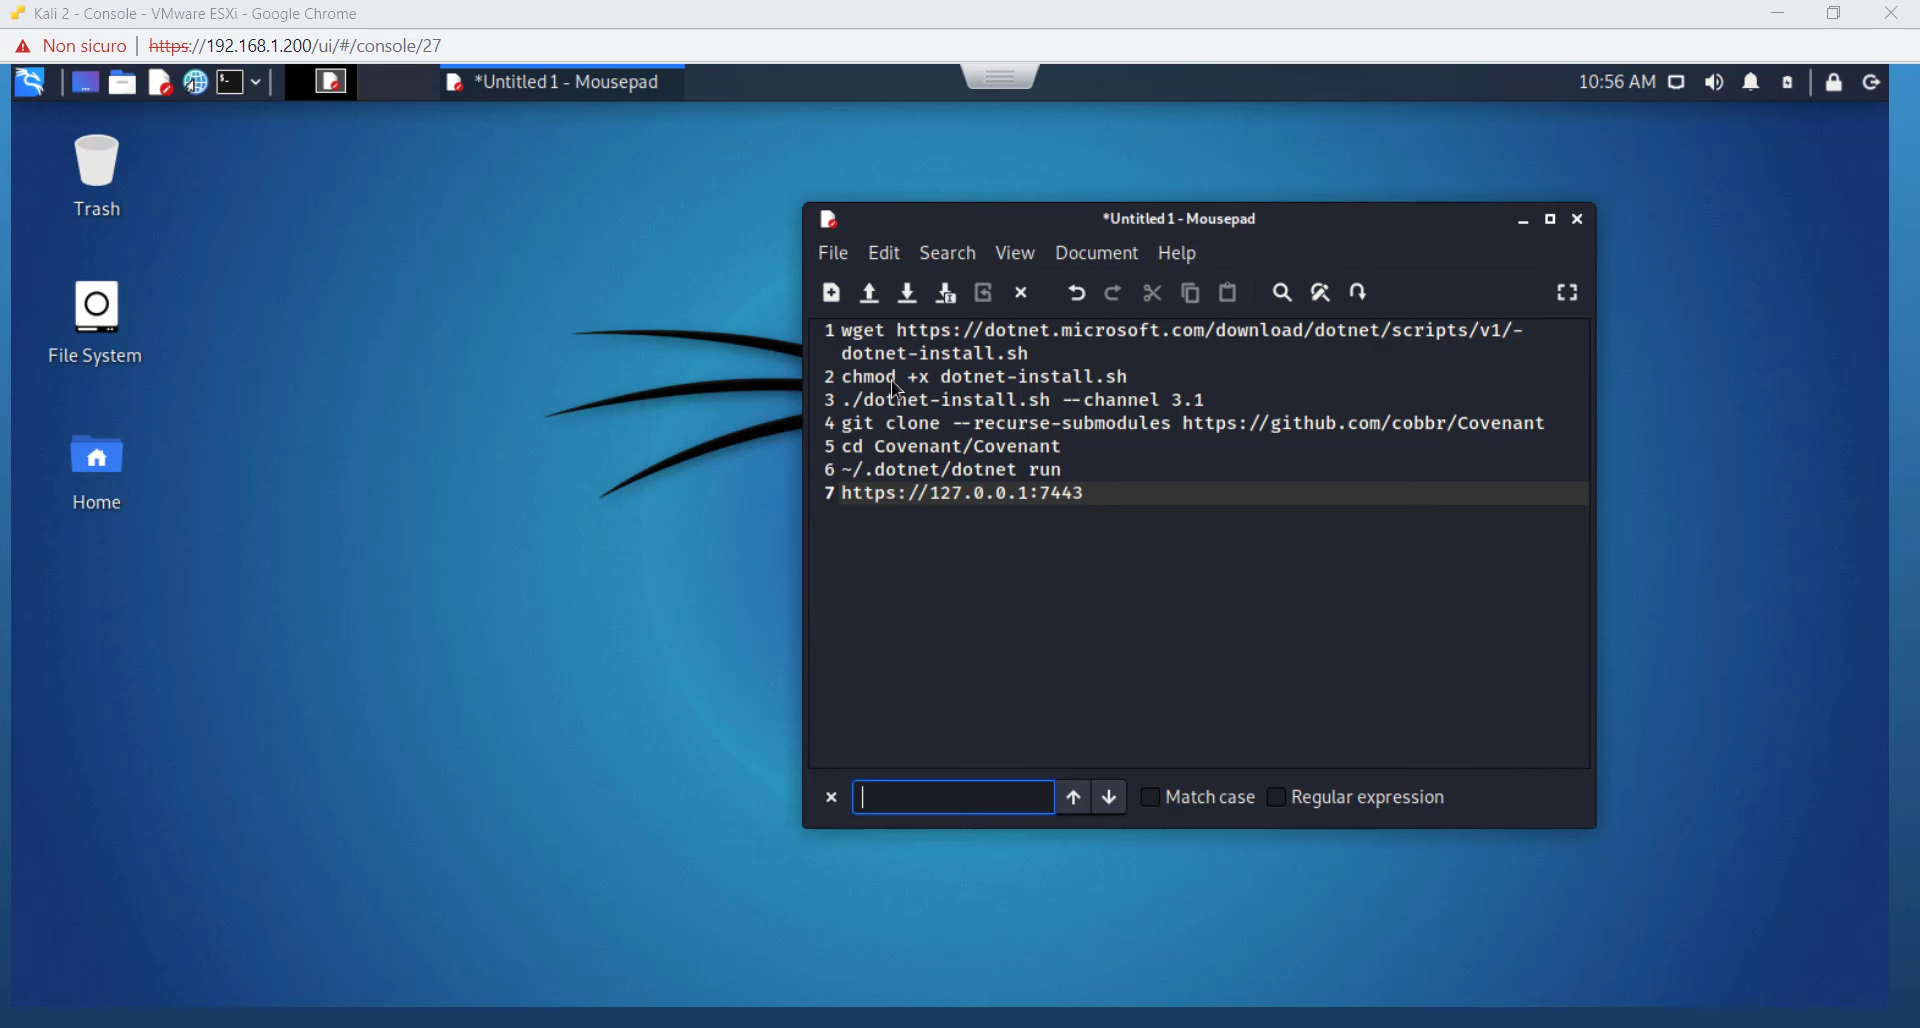 Kali 2 - Console - VMware ESXi - Google Chrome
Non sicuro | https://192.168.1.200/ui/#/console/27
*Untitled 1 - Mousepad
10:56 AM
Trash
File System
Home
*Untitled 1 - Mousepad
File Edit Search View Document Help
1 wget https://dotnet.microsoft.com/download/dotnet/scripts/v1/-
dotnet-install.sh
2 chmod +x dotnet-install.sh
3 ./dotnet-install.sh --channel 3.1
4 git clone --recurse-submodules https://github.com/cobbr/Covenant
5 cd Covenant/Covenant
6 ~/.dotnet/dotnet run
7 https://127.0.0.1:7443
Match case Regular expression